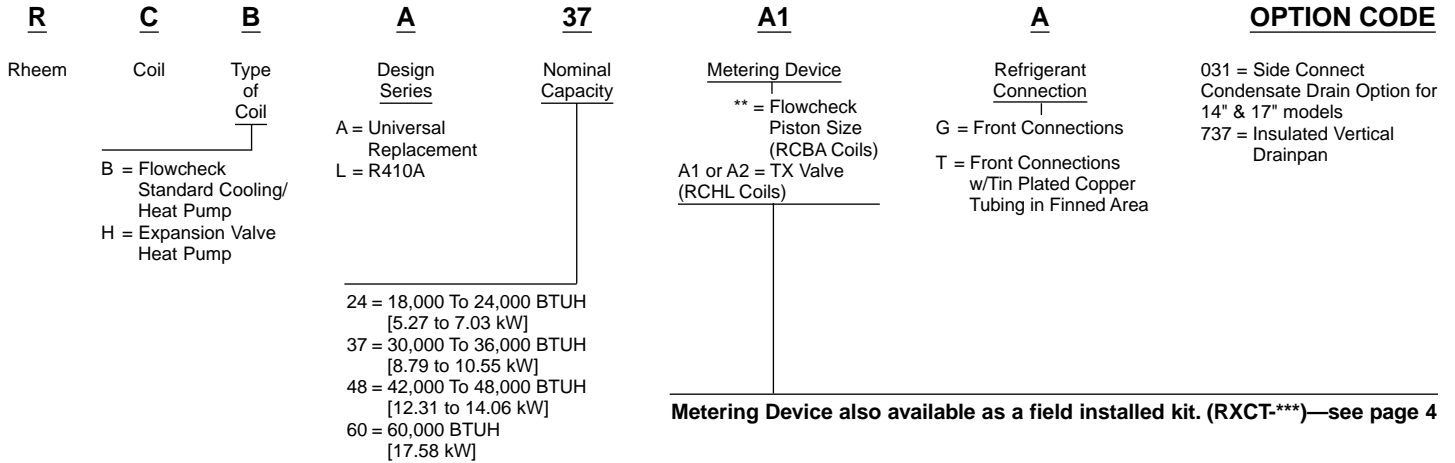 R C B A 37 A1 A OPTION CODE
Rheem
Coil
Type
of
Coil
B = Flowcheck
Standard Cooling/
Heat Pump
H = Expansion Valve
Heat Pump
Design
Series
A = Universal
Replacement
L = R410A
Nominal
Capacity
24 = 18,000 To 24,000 BTUH
[5.27 to 7.03 kW]
37 = 30,000 To 36,000 BTUH
[8.79 to 10.55 kW]
48 = 42,000 To 48,000 BTUH
[12.31 to 14.06 kW]
60 = 60,000 BTUH
[17.58 kW]
Metering Device
** = Flowcheck
Piston Size
(RCBA Coils)
A1 or A2 = TX Valve
(RCHL Coils)
Refrigerant
Connection
G = Front Connections
T = Front Connections
w/Tin Plated Copper
Tubing in Finned Area
031 = Side Connect
Condensate Drain Option for
14" & 17" models
737 = Insulated Vertical
Drainpan
Metering Device also available as a field installed kit. (RXCT-***)—see page 4